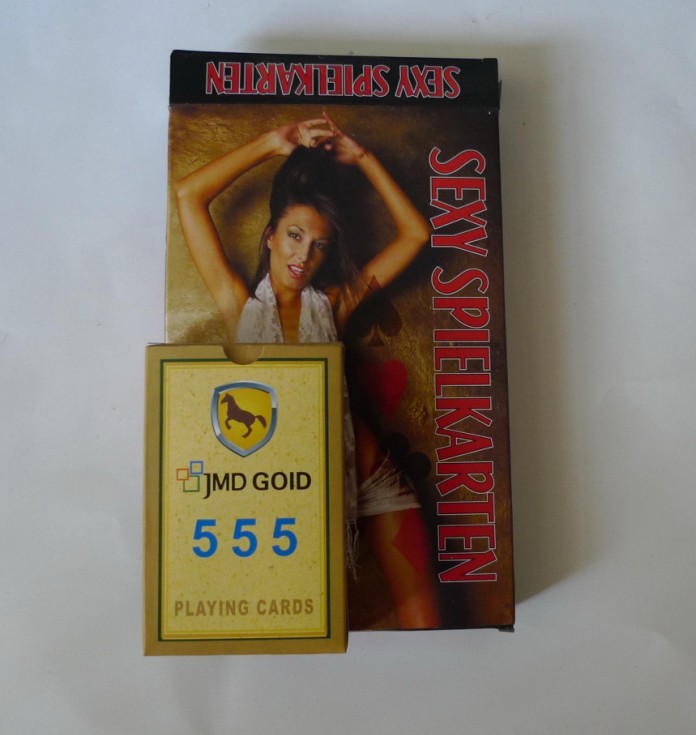 SEXY SPIELKARTEN
SEXY SPIELKARTEN
JMD GOID
555
PLAYING CARDS